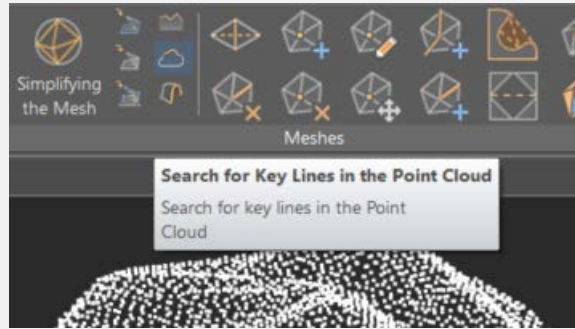 Simplifying
the Mesh
Meshes
Search for Key Lines in the Point Cloud
Search for key lines in the Point
Cloud